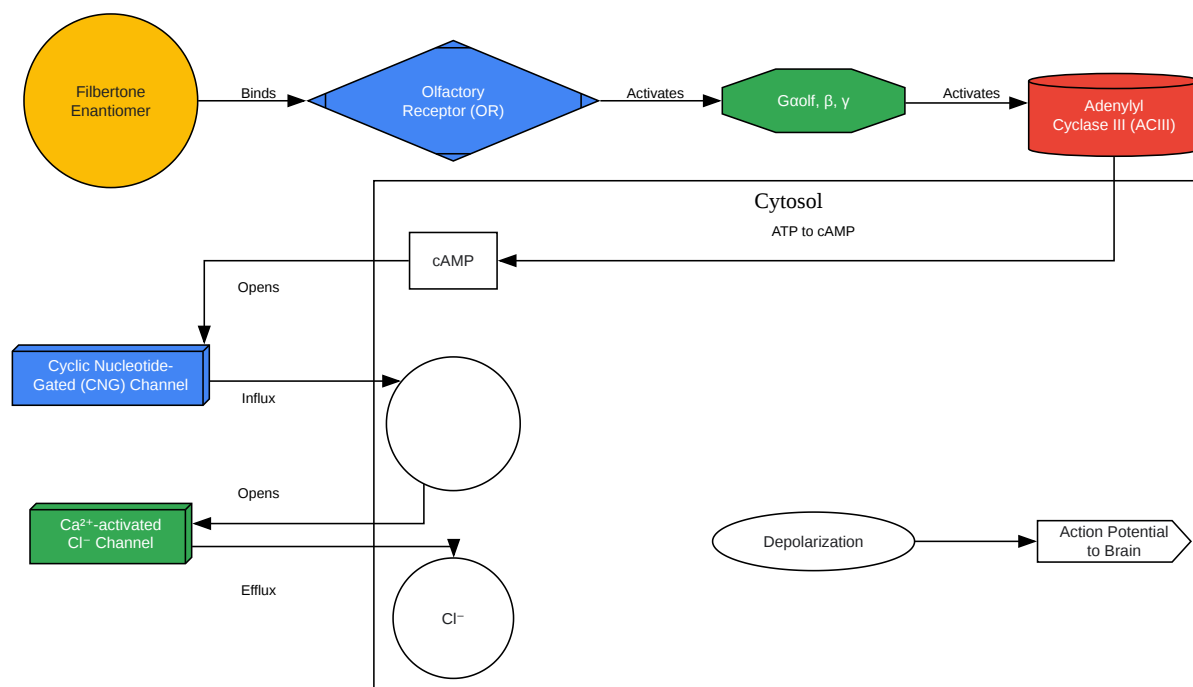 Filbertone
Enantiomer
Binds
Olfactory
Receptor (OR)
Activates
Gαolf, β, γ
Activates
Adenylyl
Cyclase III (ACIII)
Cytosol
ATP to cAMP
cAMP
Opens
Cyclic Nucleotide-
Gated (CNG) Channel
Influx
Opens
Ca²⁺-activated
Cl⁻ Channel
Efflux
Cl⁻
Depolarization
Action Potential
to Brain